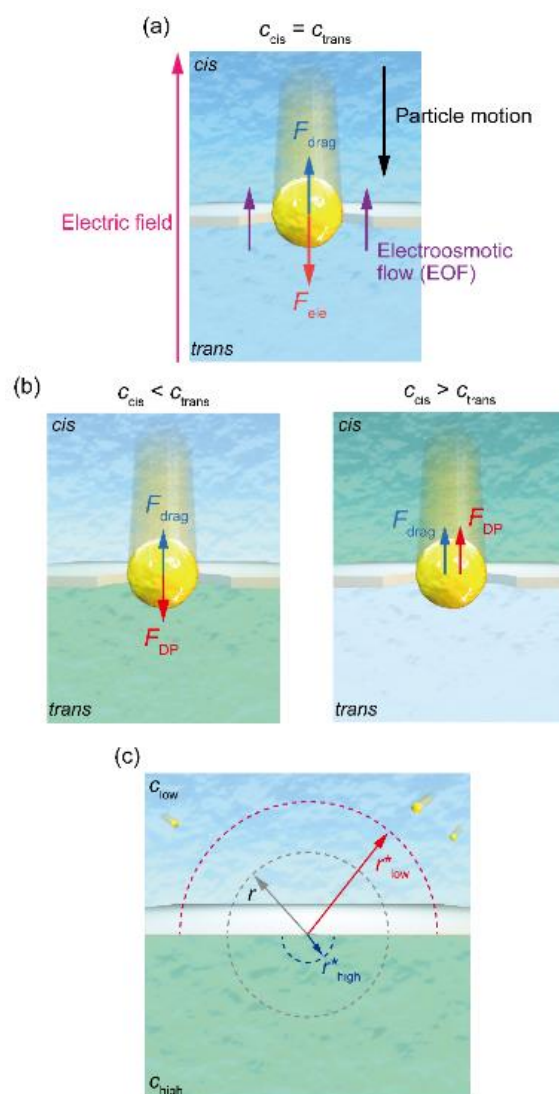 (a)
c_cis = c_trans
cis
F_drag
Particle motion
Electric field
Electroosmotic
flow (EOF)
F_ele
trans
(b)
c_cis < c_trans
cis
F_drag
F_DP
trans
c_cis > c_trans
cis
F_drag
F_DP
trans
(c)
c_low
r
r*_low
r*_high
c_high